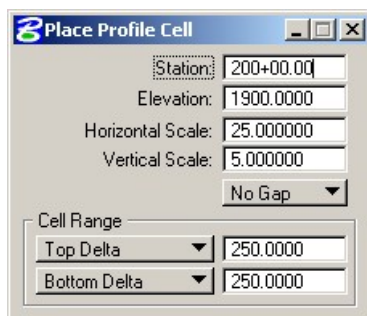 Place Profile Cell
Station: 200+00.00
Elevation: 1900.0000
Horizontal Scale: 25.000000
Vertical Scale: 5.000000
No Gap
Cell Range
Top Delta 250.0000
Bottom Delta 250.0000